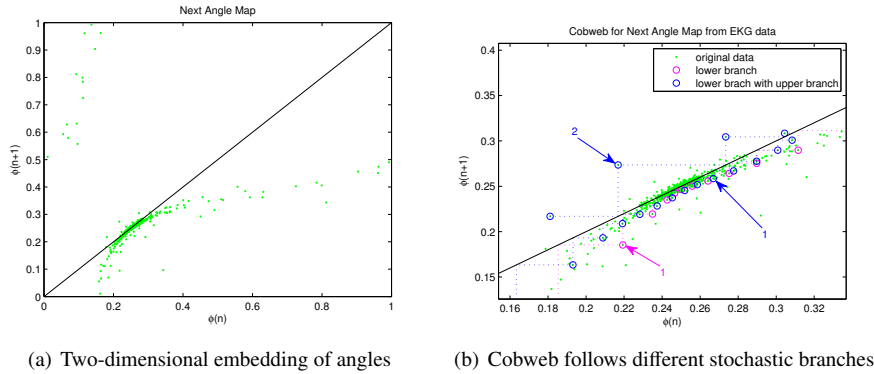 Next Angle Map
1
0.9
0.8
0.7
0.6
0.5
0.4
0.3
0.2
0.1
0
φ(n+1)
0 0.2 0.4 0.6 0.8 1
φ(n)
(a) Two-dimensional embedding of angles
Cobweb for Next Angle Map from EKG data
original data
lower branch
lower brach with upper branch
0.4
0.35
0.3
0.25
0.2
0.15
φ(n+1)
2
1
1
0.16 0.18 0.2 0.22 0.24 0.26 0.28 0.3 0.32
φ(n)
(b) Cobweb follows different stochastic branches